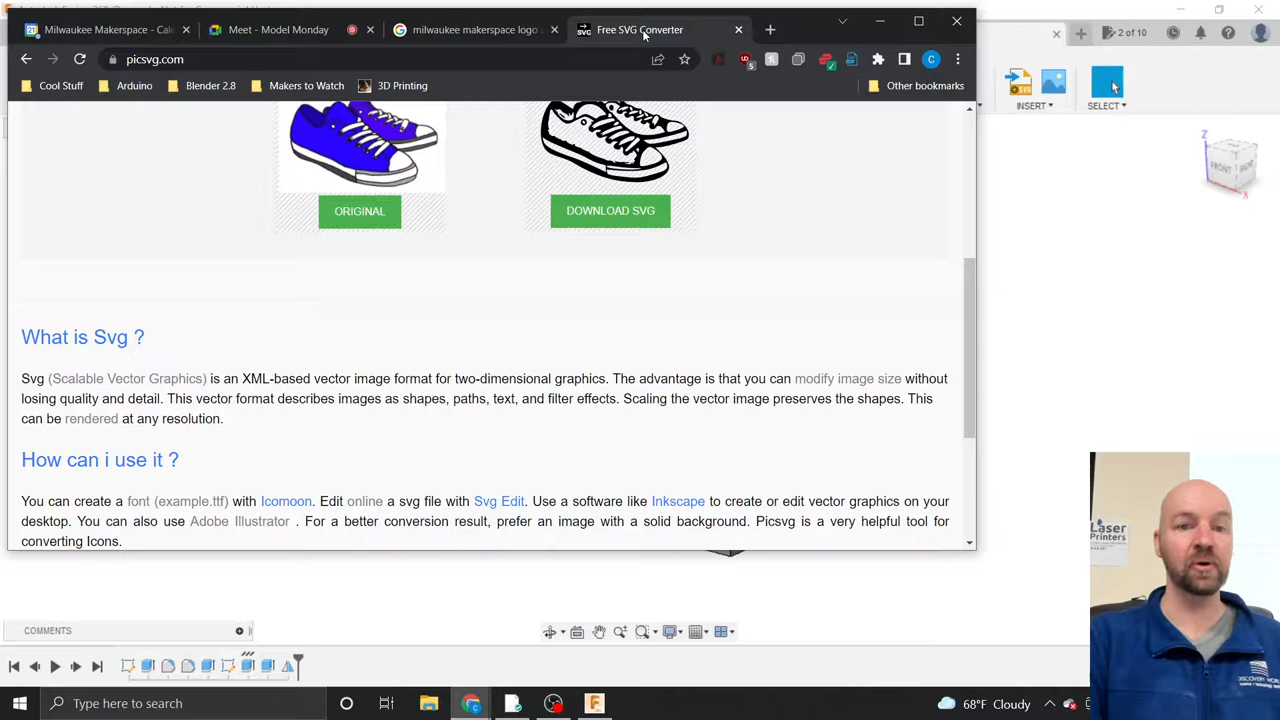 Milwaukee Makerspace - Cale
Meet - Model Monday
milwaukee makerspace logo
Free SVG Converter
2 of 10
picsvg.com
Cool Stuff
Arduino
Blender 2.8
Makers to Watch
3D Printing
Other bookmarks
INSERT
SELECT
Z
FRONT
X
ORIGINAL
DOWNLOAD SVG
What is Svg ?
Svg (Scalable Vector Graphics) is an XML-based vector image format for two-dimensional graphics. The advantage is that you can modify image size without
losing quality and detail. This vector format describes images as shapes, paths, text, and filter effects. Scaling the vector image preserves the shapes. This
can be rendered at any resolution.
How can i use it ?
You can create a font (example.ttf) with Icomoon. Edit online a svg file with Svg Edit. Use a software like Inkscape to create or edit vector graphics on your
desktop. You can also use Adobe Illustrator . For a better conversion result, prefer an image with a solid background. Picsvg is a very helpful tool for
converting Icons.
Laser
Printers
COMMENTS
Type here to search
68°F Cloudy